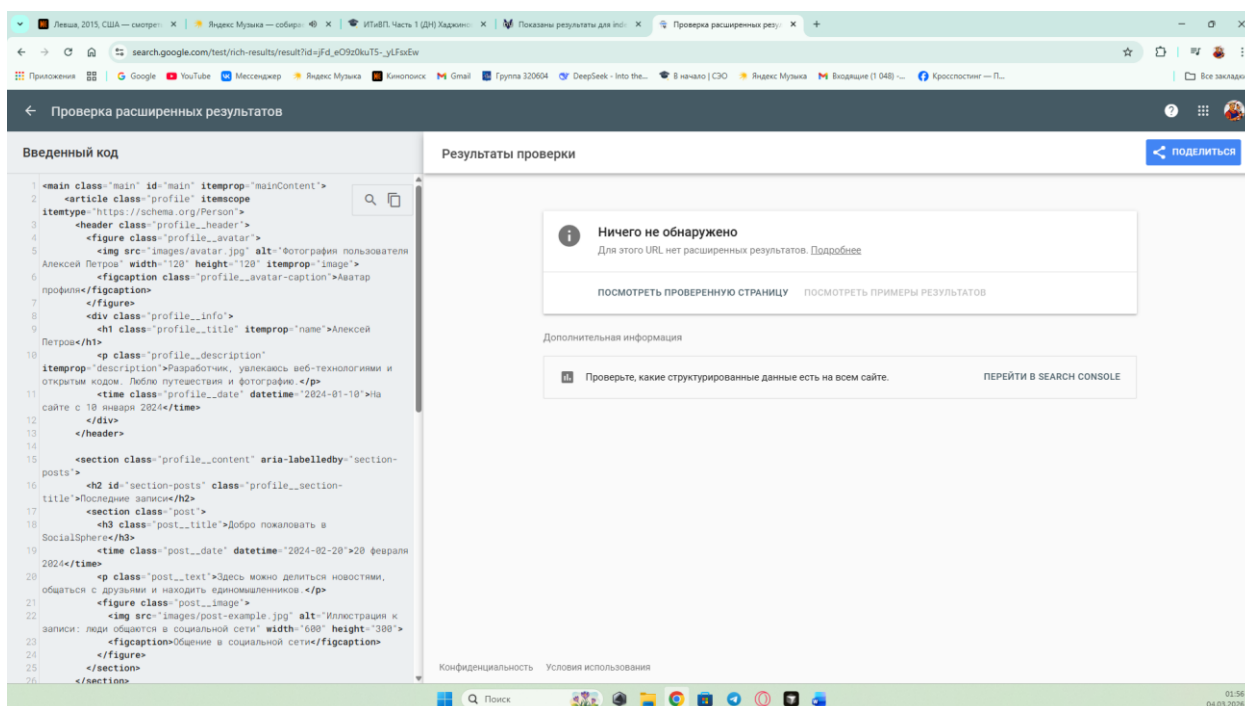 Левша, 2015, США — смотрет
Яндекс Музыка — собира
ИТиВП. Часть 1 (ДН) Хаджино
Показаны результаты для ind
Проверка расширенных резу
search.google.com/test/rich-results/result?id=jFd_eO9z0kuT5-_yLFsxEw
Приложения
Google
YouTube
Мессенджер
Яндекс Музыка
Кинопоиск
Gmail
Группа 320604
DeepSeek - Into the...
В начало | СЭО
Яндекс Музыка
Входящие (1 048) -...
Кросспостинг — П...
Все закладки
Проверка расширенных результатов
Введенный код
1 <main class="main" id="main" itemprop="mainContent">
2 <article class="profile" itemscope
itemtype="https://schema.org/Person">
3 <header class="profile__header">
4 <figure class="profile__avatar">
5 <img src="images/avatar.jpg" alt="Фотография пользователя
Алексей Петров" width="120" height="120" itemprop="image">
6 <figcaption class="profile__avatar-caption">Аватар
профиля</figcaption>
7 </figure>
8 <div class="profile__info">
9 <h1 class="profile__title" itemprop="name">Алексей
Петров</h1>
10 <p class="profile__description"
itemprop="description">Разработчик, увлекаюсь веб-технологиями и
открытым кодом. Люблю путешествия и фотографию.</p>
11 <time class="profile__date" datetime="2024-01-10">На
сайте с 10 января 2024</time>
12 </div>
13 </header>
14
15 <section class="profile__content" aria-labelledby="section-
posts">
16 <h2 id="section-posts" class="profile__section-
title">Последние записи</h2>
17 <section class="post">
18 <h3 class="post__title">Добро пожаловать в
SocialSphere</h3>
19 <time class="post__date" datetime="2024-02-20">20 февраля
2024</time>
20 <p class="post__text">Здесь можно делиться новостями,
общаться с друзьями и находить единомышленников.</p>
21 <figure class="post__image">
22 <img src="images/post-example.jpg" alt="Иллюстрация к
записи: люди общаются в социальной сети" width="600" height="300">
23 <figcaption>Общение в социальной сети</figcaption>
24 </figure>
25 </section>
26 </section>
Результаты проверки
ПОДЕЛИТЬСЯ
Ничего не обнаружено
Для этого URL нет расширенных результатов. Подробнее
ПОСМОТРЕТЬ ПРОВЕРЕННУЮ СТРАНИЦУ
ПОСМОТРЕТЬ ПРИМЕРЫ РЕЗУЛЬТАТОВ
Дополнительная информация
Проверьте, какие структурированные данные есть на всем сайте.
ПЕРЕЙТИ В SEARCH CONSOLE
Конфиденциальность
Условия использования
Поиск
01:56
04.03.2026